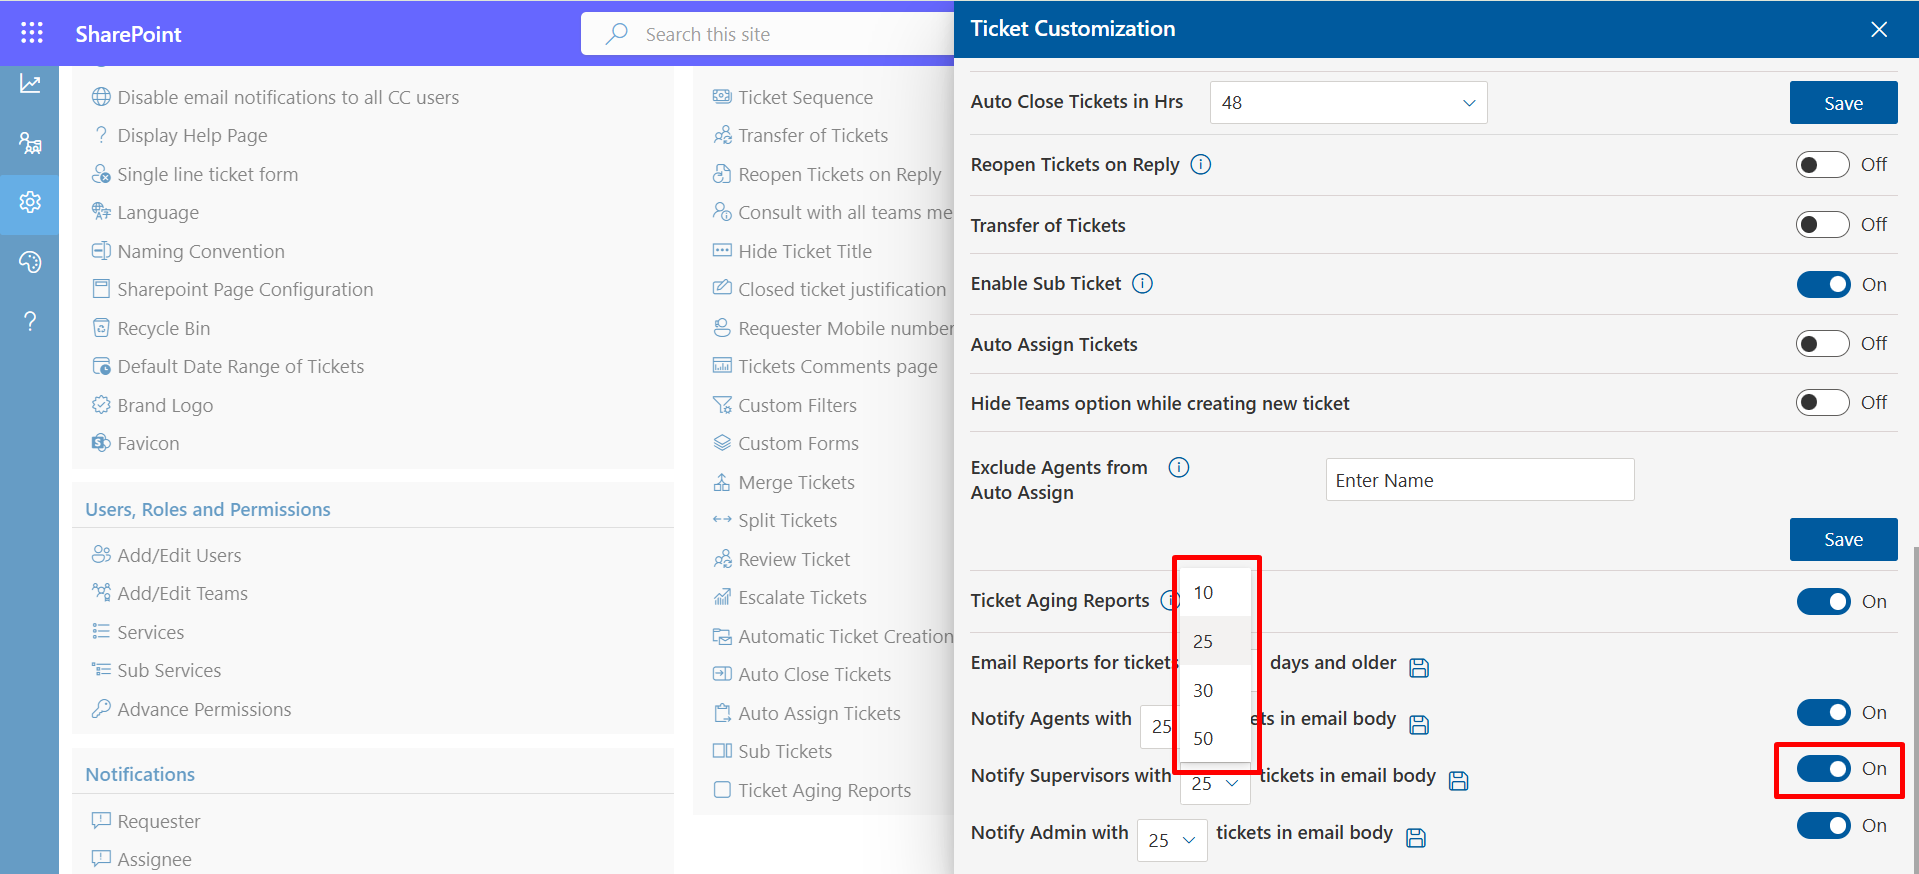 SharePoint
Search this site
Disable email notifications to all CC users
Display Help Page
Single line ticket form
Language
Naming Convention
Sharepoint Page Configuration
Recycle Bin
Default Date Range of Tickets
Brand Logo
Favicon
Users, Roles and Permissions
Add/Edit Users
Add/Edit Teams
Services
Sub Services
Advance Permissions
Notifications
Requester
Assignee
Ticket Sequence
Transfer of Tickets
Reopen Tickets on Reply
Consult with all teams me
Hide Ticket Title
Closed ticket justification
Requester Mobile number
Tickets Comments page
Custom Filters
Custom Forms
Merge Tickets
Split Tickets
Review Ticket
Escalate Tickets
Automatic Ticket Creation
Auto Close Tickets
Auto Assign Tickets
Sub Tickets
Ticket Aging Reports
Ticket Customization
Auto Close Tickets in Hrs 48 Save
Reopen Tickets on Reply Off
Transfer of Tickets Off
Enable Sub Ticket On
Auto Assign Tickets Off
Hide Teams option while creating new ticket Off
Exclude Agents from
Auto Assign
Enter Name
Save
Ticket Aging Reports On
10
25
30
50
Email Reports for tickets days and older
Notify Agents with 25 ets in email body On
Notify Supervisors with 25 tickets in email body On
Notify Admin with 25 tickets in email body On